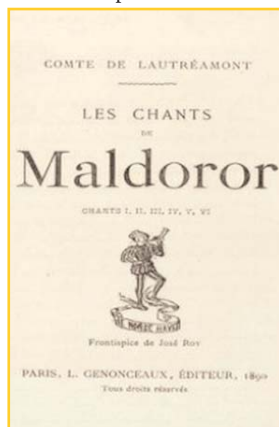 COMTE DE LAUTRÉAMONT
LES CHANTS
DE
Maldoror
CHANTS I, II, III, IV, V, VI
Frontispice de José Roy
PARIS, L. GENONCEAUX, ÉDITEUR, 1890
Tous droits réservés